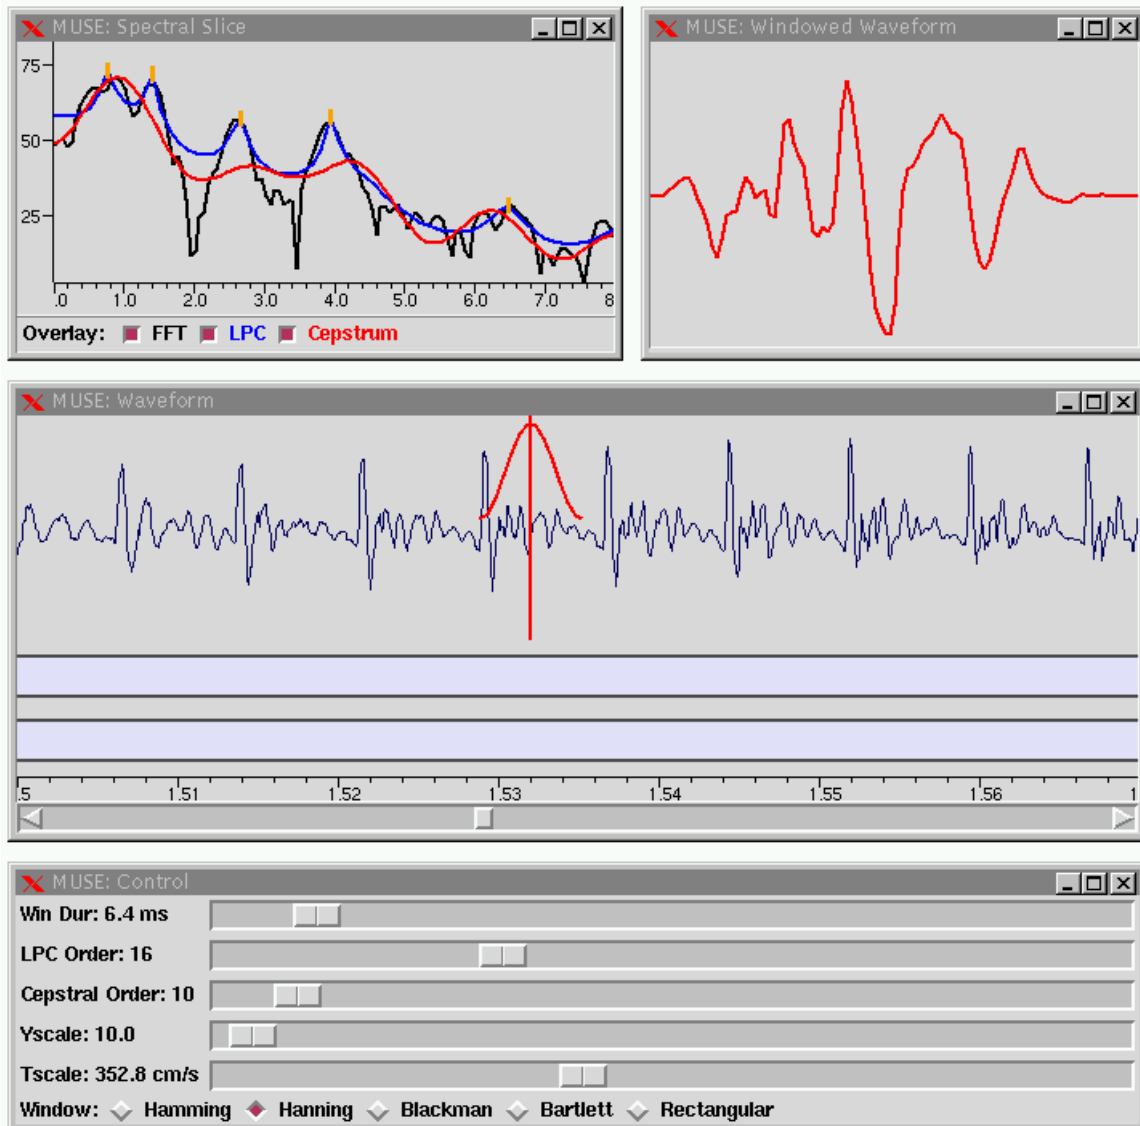 MUSE: Spectral Slice
75
50
25
.0 1.0 2.0 3.0 4.0 5.0 6.0 7.0 8
Overlay: FFT LPC Cepstrum
MUSE: Windowed Waveform
MUSE: Waveform
.5 1.51 1.52 1.53 1.54 1.55 1.56 1
MUSE: Control
Win Dur: 6.4 ms
LPC Order: 16
Cepstral Order: 10
Yscale: 10.0
Tscale: 352.8 cm/s
Window: Hamming Hanning Blackman Bartlett Rectangular